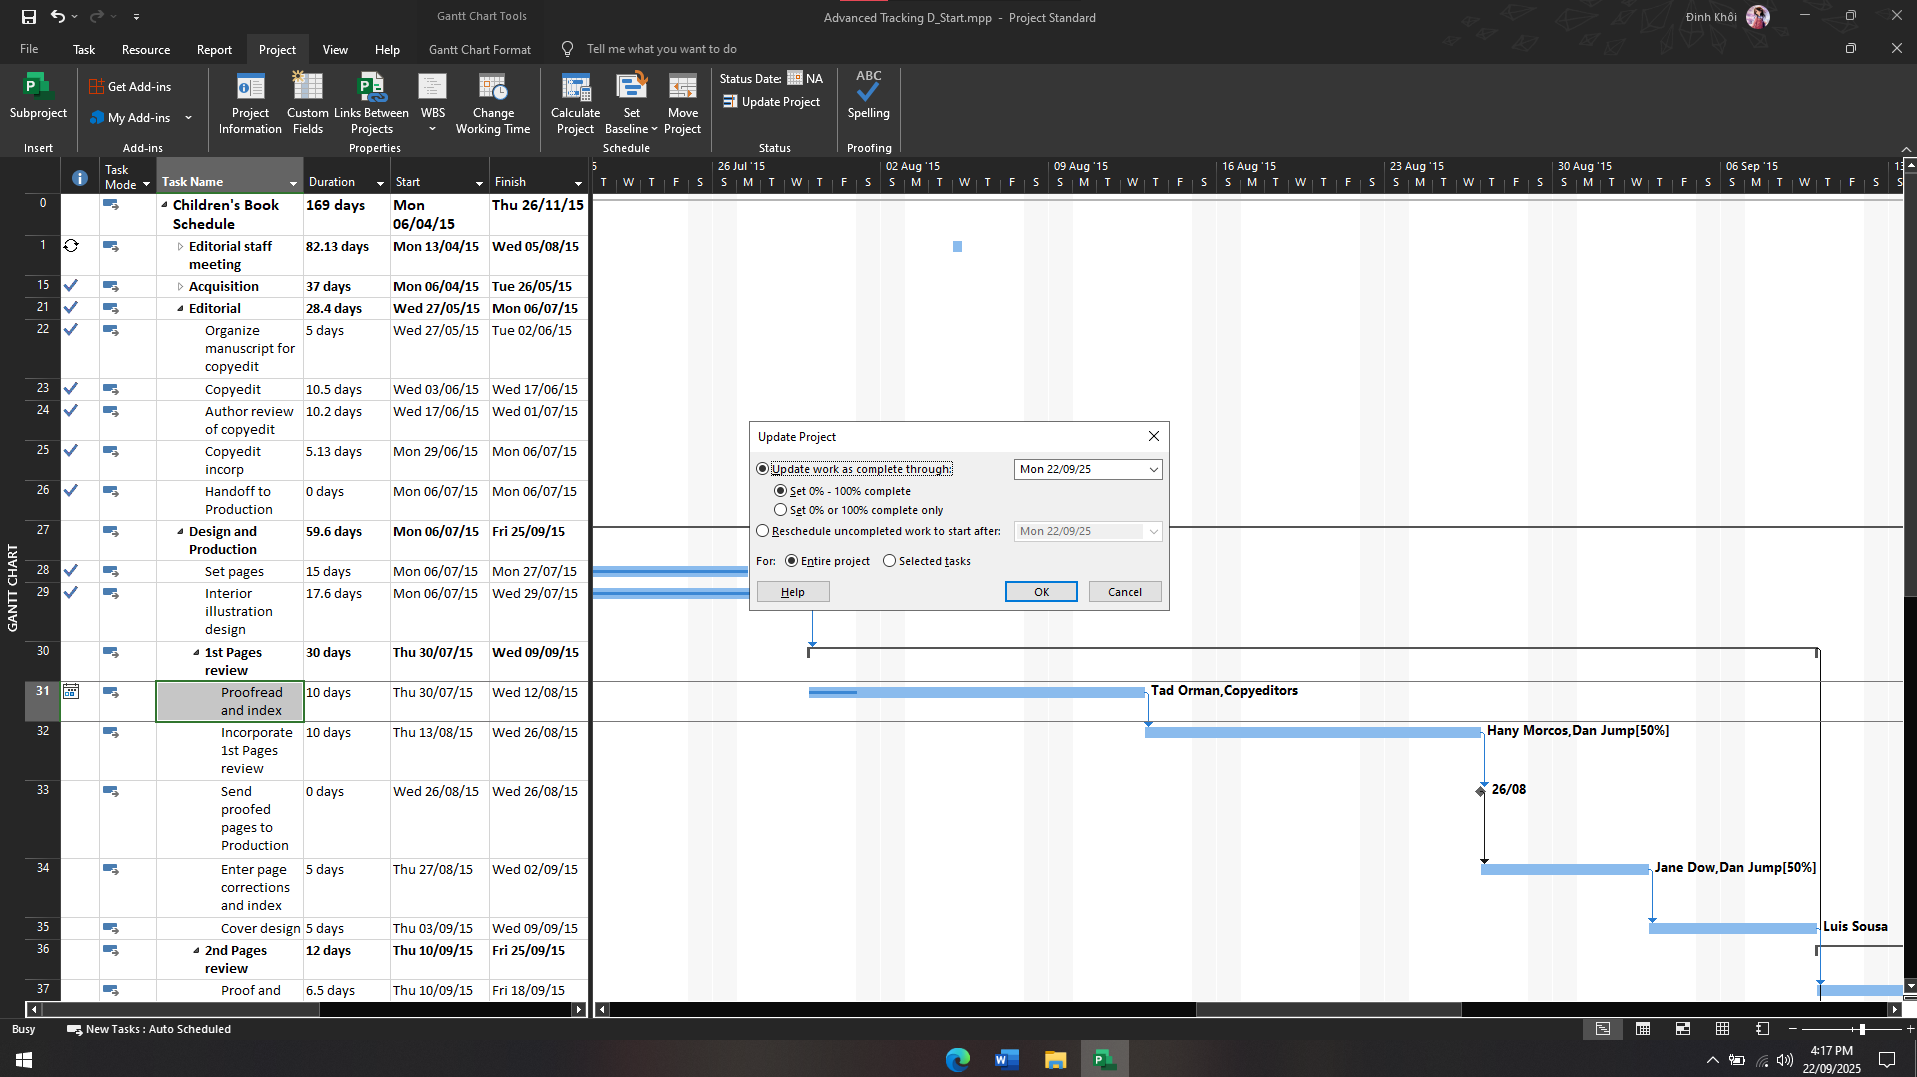 Gantt Chart Tools
Advanced Tracking D_Start.mpp - Project Standard
Đinh Khôi
File Task Resource Report Project View Help Gantt Chart Format Tell me what you want to do
Subproject
Insert
Get Add-ins
My Add-ins
Add-ins
Project Information
Custom Fields
Links Between Projects
WBS
Change Working Time
Properties
Calculate Project
Set Baseline
Move Project
Schedule
Status Date: NA
Update Project
Status
ABC
Spelling
Proofing
Task Mode Task Name Duration Start Finish
5 26 Jul '15 02 Aug '15 09 Aug '15 16 Aug '15 23 Aug '15 30 Aug '15 06 Sep '15 13
T W T F S S M T W T F S S M T W T F S S M T W T F S S M T W T F S S M T W T F S S M T W T F S S M T W T F S S
0 Children's Book Schedule 169 days Mon 06/04/15 Thu 26/11/15
1 Editorial staff meeting 82.13 days Mon 13/04/15 Wed 05/08/15
15 Acquisition 37 days Mon 06/04/15 Tue 26/05/15
21 Editorial 28.4 days Wed 27/05/15 Mon 06/07/15
22 Organize manuscript for copyedit 5 days Wed 27/05/15 Tue 02/06/15
23 Copyedit 10.5 days Wed 03/06/15 Wed 17/06/15
24 Author review of copyedit 10.2 days Wed 17/06/15 Wed 01/07/15
25 Copyedit incorp 5.13 days Mon 29/06/15 Mon 06/07/15
26 Handoff to Production 0 days Mon 06/07/15 Mon 06/07/15
27 Design and Production 59.6 days Mon 06/07/15 Fri 25/09/15
28 Set pages 15 days Mon 06/07/15 Mon 27/07/15
29 Interior illustration design 17.6 days Mon 06/07/15 Wed 29/07/15
30 1st Pages review 30 days Thu 30/07/15 Wed 09/09/15
31 Proofread and index 10 days Thu 30/07/15 Wed 12/08/15
32 Incorporate 1st Pages review 10 days Thu 13/08/15 Wed 26/08/15
33 Send proofed pages to Production 0 days Wed 26/08/15 Wed 26/08/15
34 Enter page corrections and index 5 days Thu 27/08/15 Wed 02/09/15
35 Cover design 5 days Thu 03/09/15 Wed 09/09/15
36 2nd Pages review 12 days Thu 10/09/15 Fri 25/09/15
37 Proof and 6.5 days Thu 10/09/15 Fri 18/09/15
GANTT CHART
Update Project
Update work as complete through: Mon 22/09/25
Set 0% - 100% complete
Set 0% or 100% complete only
Reschedule uncompleted work to start after: Mon 22/09/25
For: Entire project Selected tasks
Help OK Cancel
Tad Orman,Copyeditors
Hany Morcos,Dan Jump[50%]
26/08
Jane Dow,Dan Jump[50%]
Luis Sousa
Busy New Tasks : Auto Scheduled
4:17 PM
22/09/2025